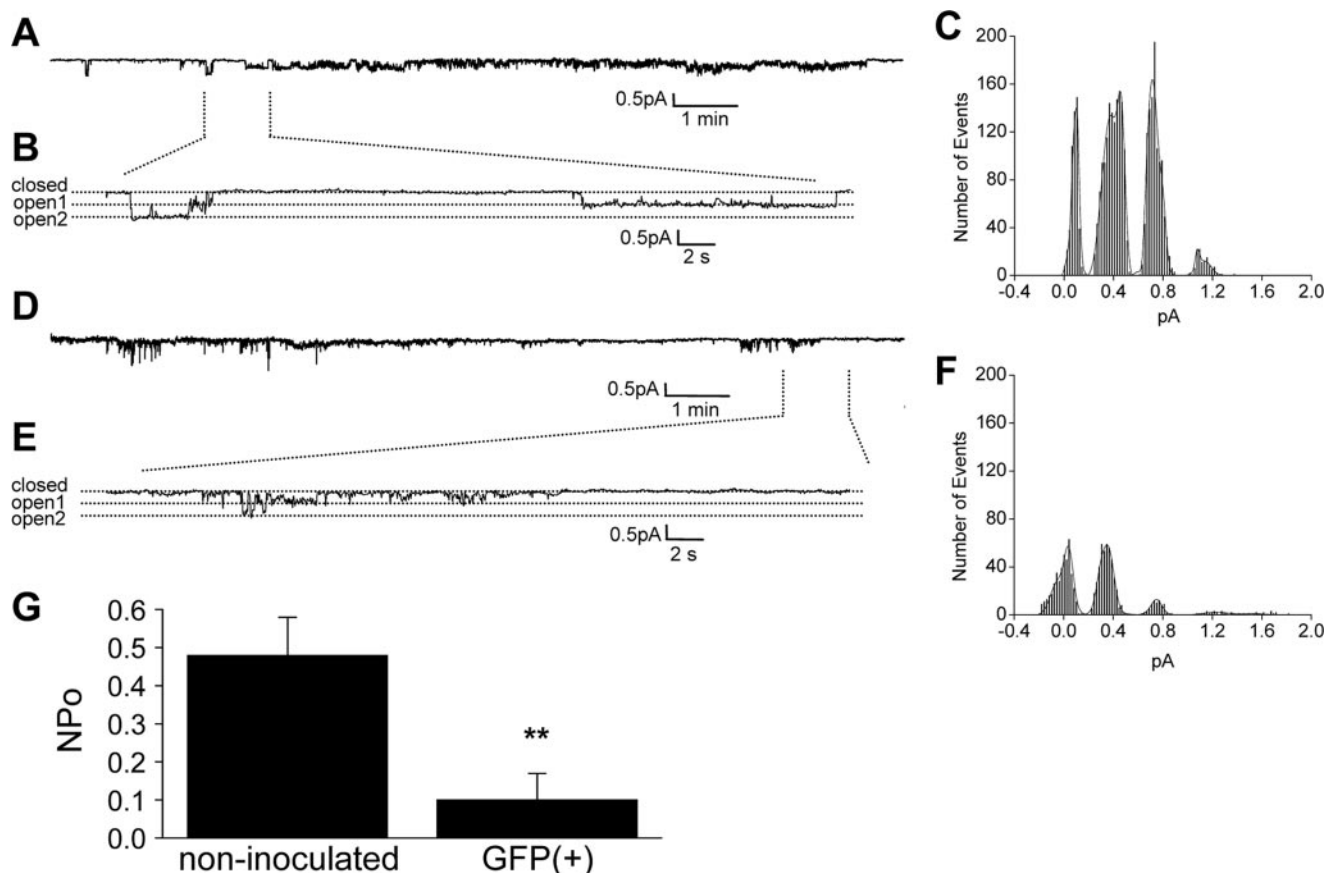 A
0.5pA
1 min
B
closed
open1
open2
0.5pA
2 s
C
Number of Events
200
160
120
80
40
0
-0.4 0.0 0.4 0.8 1.2 1.6 2.0
pA
D
0.5pA
1 min
E
closed
open1
open2
0.5pA
2 s
F
Number of Events
200
160
120
80
40
0
-0.4 0.0 0.4 0.8 1.2 1.6 2.0
pA
G
NPo
0.6
0.5
0.4
0.3
0.2
0.1
0.0
**
non-inoculated GFP(+)